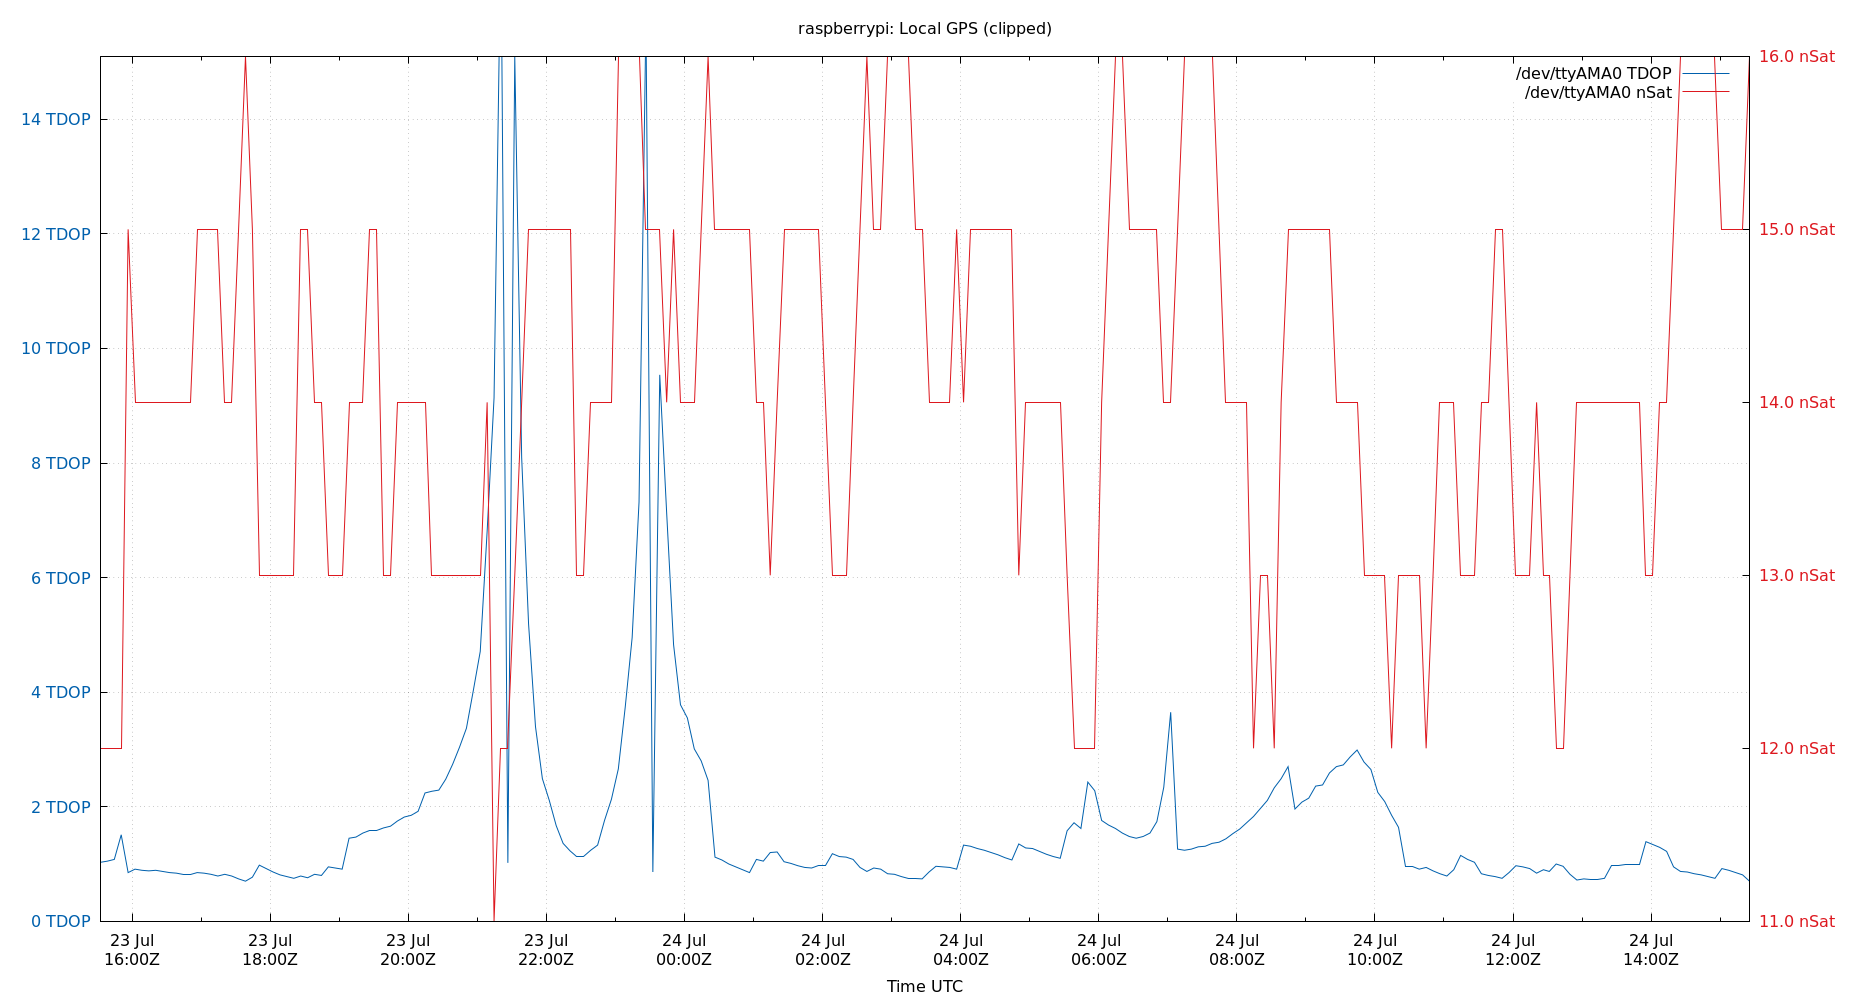 raspberrypi: Local GPS (clipped)
/dev/ttyAMA0 TDOP
/dev/ttyAMA0 nSat
14 TDOP
12 TDOP
10 TDOP
8 TDOP
6 TDOP
4 TDOP
2 TDOP
0 TDOP
16.0 nSat
15.0 nSat
14.0 nSat
13.0 nSat
12.0 nSat
11.0 nSat
23 Jul
16:00Z
23 Jul
18:00Z
23 Jul
20:00Z
23 Jul
22:00Z
24 Jul
00:00Z
24 Jul
02:00Z
24 Jul
04:00Z
24 Jul
06:00Z
24 Jul
08:00Z
24 Jul
10:00Z
24 Jul
12:00Z
24 Jul
14:00Z
Time UTC